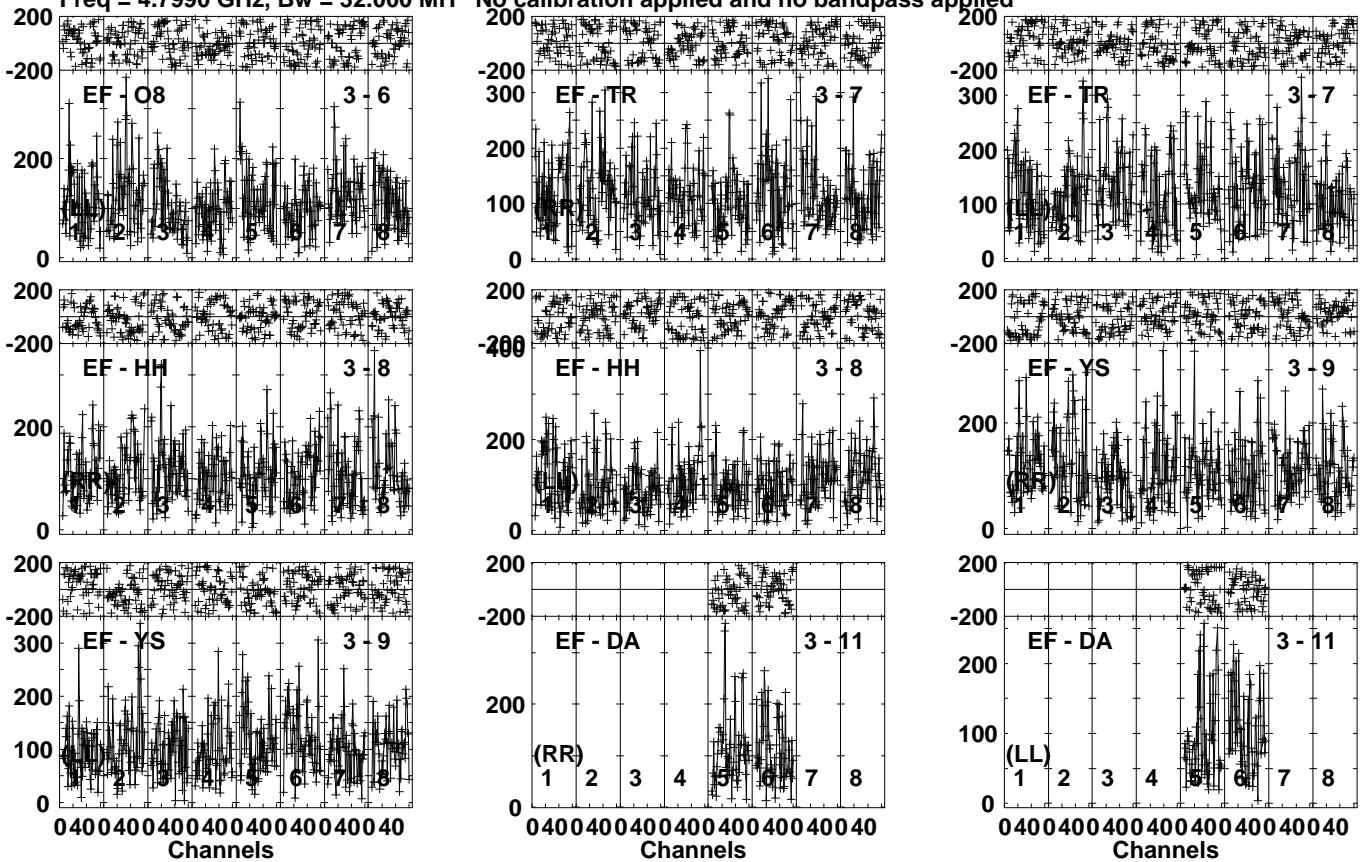 Freq = 4.7990 GHz, Bw = 32.000 MH No calibration applied and no bandpass applied
200 200 200
-200 -200 -200
EF - O8 3 - 6 EF - TR 3 - 7 EF - TR 3 - 7
300 300
200 200 200
100 100
(LL) (RR) (LL)
1 2 3 4 5 6 7 8 1 2 3 4 5 6 7 8 1 2 3 4 5 6 7 8
0 0 0
200 200 200
-200 -200 -200
400
EF - HH 3 - 8 EF - HH 3 - 8 EF - YS 3 - 9
200 200 200
(RR) (LL) (RR)
1 2 3 4 5 6 7 8 1 2 3 4 5 6 7 8 1 2 3 4 5 6 7 8
0 0 0
200 200 200
-200 -200 -200
EF - YS 3 - 9 EF - DA 3 - 11 EF - DA 3 - 11
300
200 200 200
100 100
(LL) (RR) (LL)
1 2 3 4 5 6 7 8 1 2 3 4 5 6 7 8 1 2 3 4 5 6 7 8
0 0 0
0 40 0 40 0 40 0 40 0 40 0 40 0 40 0 40 0 40 0 40 0 40 0 40 0 40 0 40 0 40 0 40 0 40 0 40 0 40 0 40 0 40 0 40 0 40 0 40
Channels Channels Channels